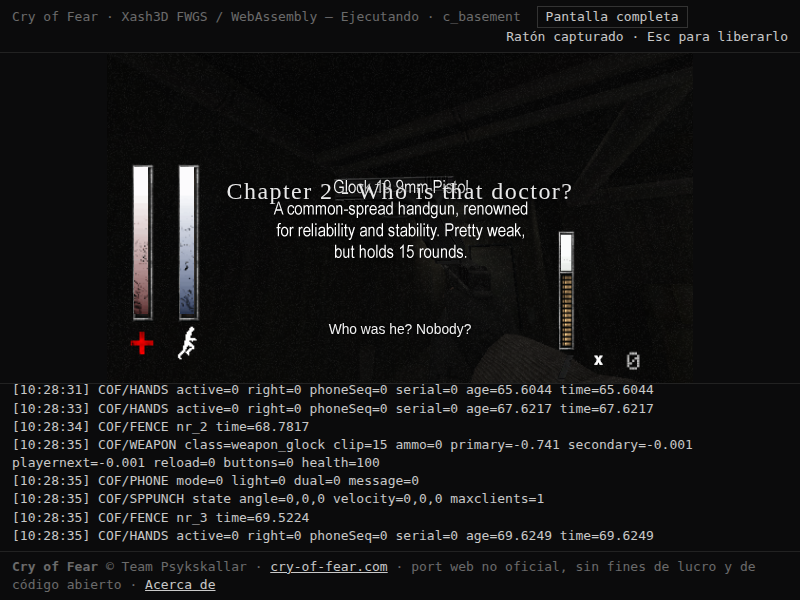 Cry of Fear · Xash3D FWGS / WebAssembly — Ejecutando · c_basement
Pantalla completa
Ratón capturado · Esc para liberarlo
Glock 19 9mm Pistol
Chapter 2 - Who is that doctor?
A common-spread handgun, renowned
for reliability and stability. Pretty weak,
but holds 15 rounds.
Who was he? Nobody?
x 0
[10:28:31] COF/HANDS active=0 right=0 phoneSeq=0 serial=0 age=65.6044 time=65.6044
[10:28:33] COF/HANDS active=0 right=0 phoneSeq=0 serial=0 age=67.6217 time=67.6217
[10:28:34] COF/FENCE nr_2 time=68.7817
[10:28:35] COF/WEAPON class=weapon_glock clip=15 ammo=0 primary=-0.741 secondary=-0.001
playernext=-0.001 reload=0 buttons=0 health=100
[10:28:35] COF/PHONE mode=0 light=0 dual=0 message=0
[10:28:35] COF/SPPUNCH state angle=0,0,0 velocity=0,0,0 maxclients=1
[10:28:35] COF/FENCE nr_3 time=69.5224
[10:28:35] COF/HANDS active=0 right=0 phoneSeq=0 serial=0 age=69.6249 time=69.6249
Cry of Fear © Team Psykskallar · cry-of-fear.com · port web no oficial, sin fines de lucro y de
código abierto · Acerca de